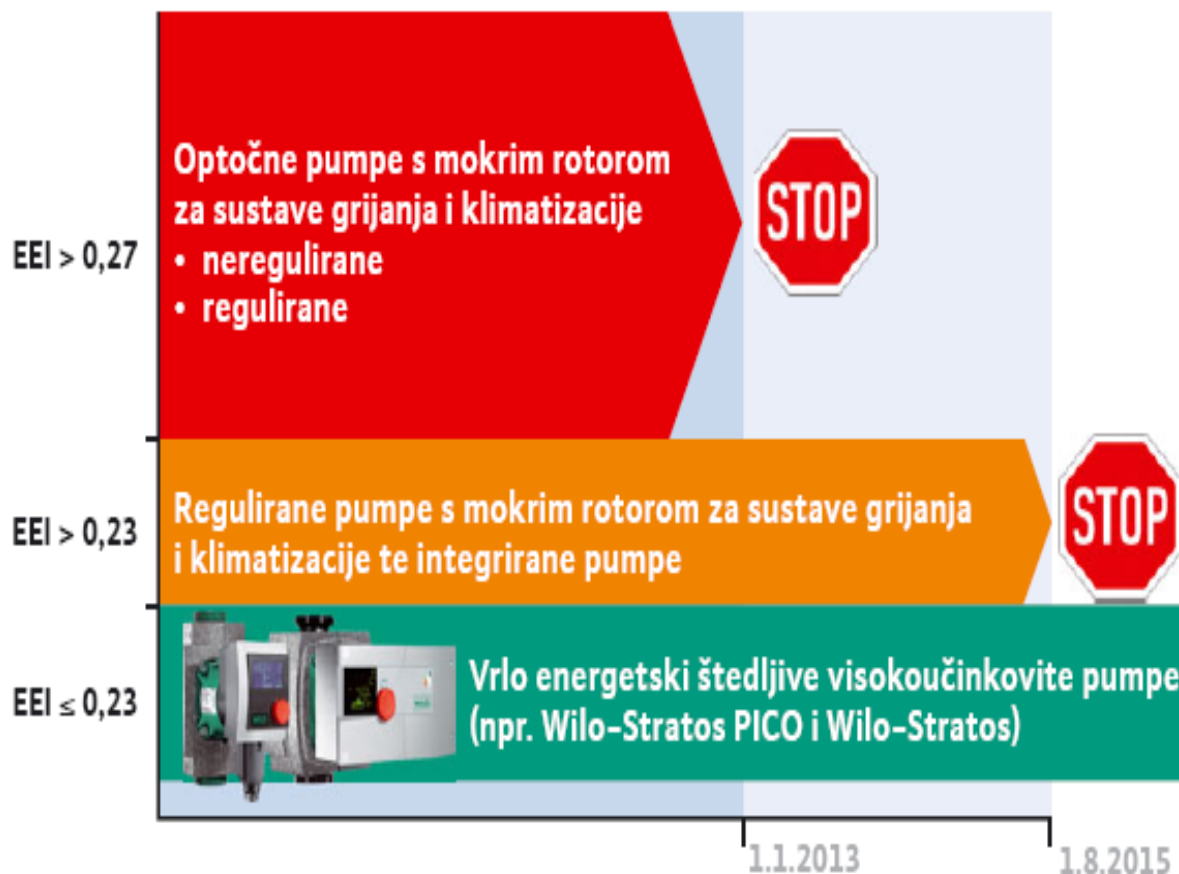 Optočne pumpe s mokrim rotorom
za sustave grijanja i klimatizacije
• neregulirane
• regulirane
EEI > 0,27
STOP
Regulirane pumpe s mokrim rotorom za sustave grijanja
i klimatizacije te integrirane pumpe
EEI > 0,23
STOP
Vrlo energetski štedljive visokoučinkovite pumpe
(npr. Wilo-Stratos PICO i Wilo-Stratos)
EEI ≤ 0,23
1.1.2013
1.8.2015